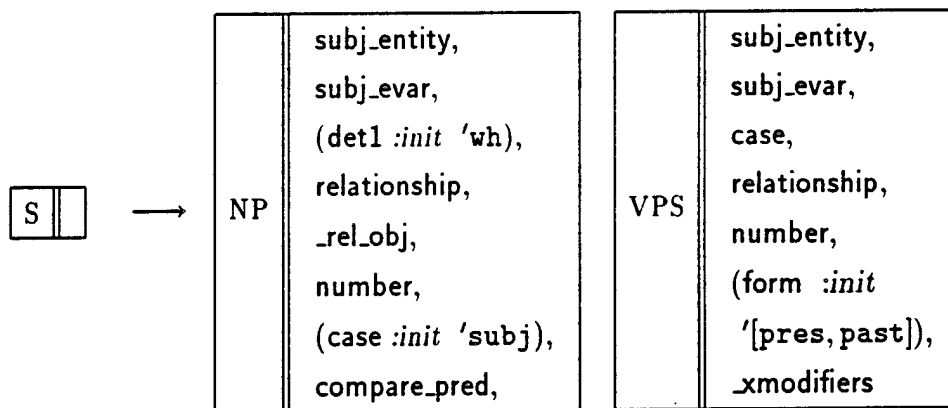 S → NP VPS
subj_entity,
subj_evar,
(det1 :init 'wh),
relationship,
_rel_obj,
number,
(case :init 'subj),
compare_pred,
subj_entity,
subj_evar,
case,
relationship,
number,
(form :init
'[pres, past]),
_xmodifiers